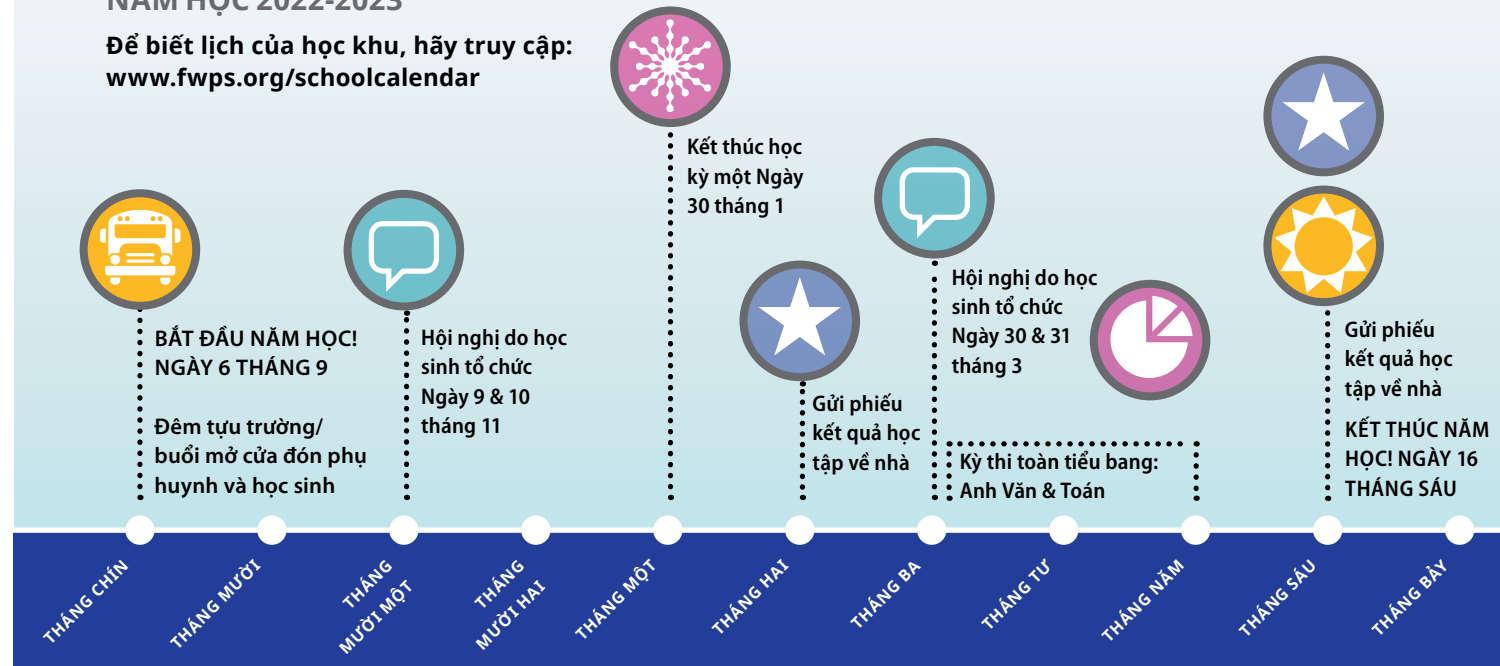 NĂM HỌC 2022-2023
Để biết lịch của học khu, hãy truy cập:
www.fwps.org/schoolcalendar
BẮT ĐẦU NĂM HỌC!
NGÀY 6 THÁNG 9
Đêm tựu trường/
buổi mở cửa đón phụ
huynh và học sinh
Hội nghị do học
sinh tổ chức
Ngày 9 & 10
tháng 11
Kết thúc học
kỳ một Ngày
30 tháng 1
Gửi phiếu
kết quả học
tập về nhà
Hội nghị do học
sinh tổ chức
Ngày 30 & 31
tháng 3
Kỳ thi toàn tiểu bang:
Anh Văn & Toán
Gửi phiếu
kết quả học
tập về nhà
KẾT THÚC NĂM
HỌC! NGÀY 16
THÁNG SÁU
THÁNG CHÍN
THÁNG MƯỜI
THÁNG
MƯỜI MỘT
THÁNG
MƯỜI HAI
THÁNG MỘT
THÁNG HAI
THÁNG BA
THÁNG TƯ
THÁNG NĂM
THÁNG SÁU
THÁNG BẢY